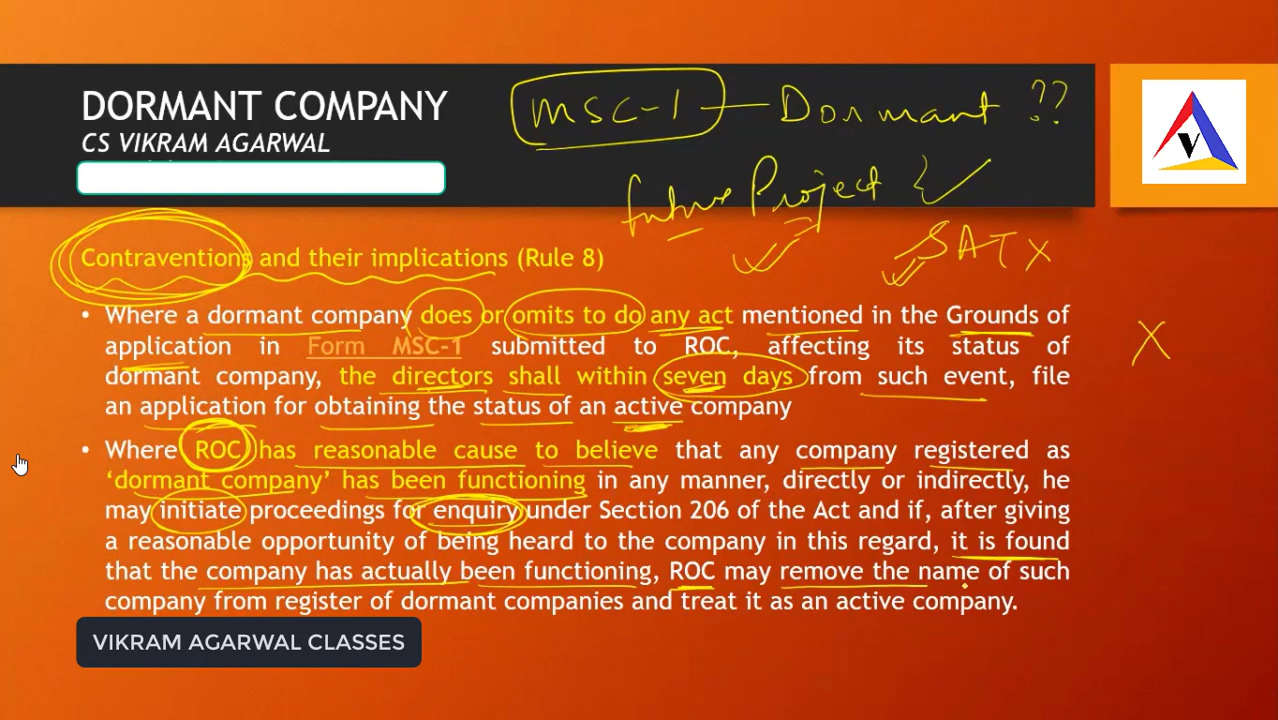 DORMANT COMPANY
MSC-1 — Dormant ??
CS VIKRAM AGARWAL
future Project
SAT X
Contraventions and their implications (Rule 8)
• Where a dormant company does or omits to do any act mentioned in the Grounds of
application in Form MSC-1 submitted to ROC, affecting its status of
dormant company, the directors shall within seven days from such event, file
an application for obtaining the status of an active company
X
• Where ROC has reasonable cause to believe that any company registered as
‘dormant company’ has been functioning in any manner, directly or indirectly, he
may initiate proceedings for enquiry under Section 206 of the Act and if, after giving
a reasonable opportunity of being heard to the company in this regard, it is found
that the company has actually been functioning, ROC may remove the name of such
company from register of dormant companies and treat it as an active company.
VIKRAM AGARWAL CLASSES
V